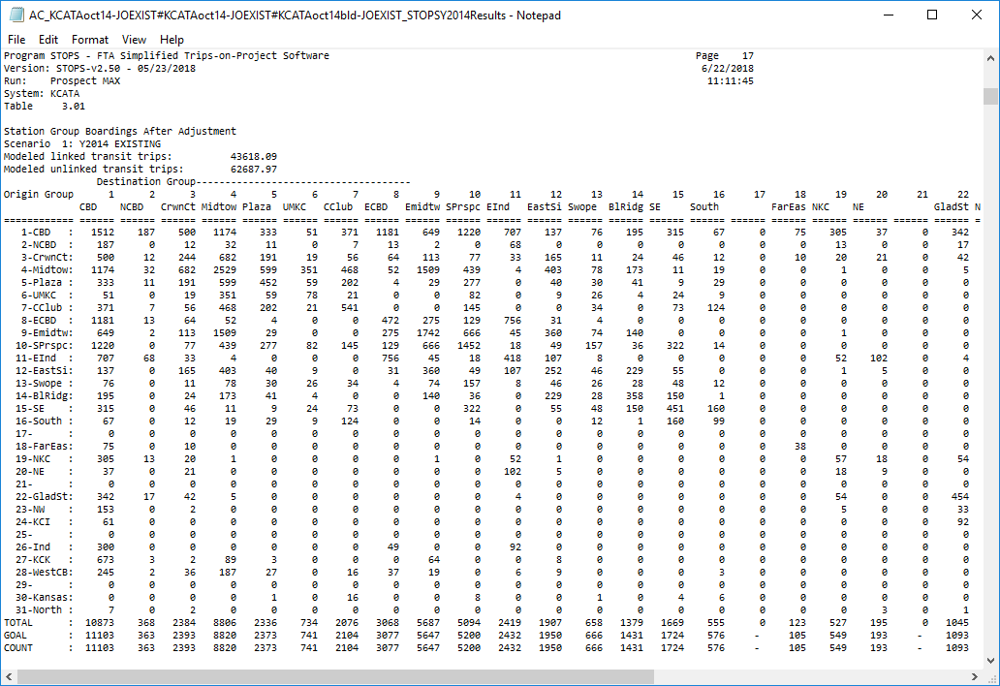 AC_KCATAoct14-JOEXIST#KCATAoct14-JOEXIST#KCATAoct14bld-JOEXIST_STOPSY2014Results - Notepad
File Edit Format View Help
Program STOPS - FTA Simplified Trips-on-Project Software Page 17
Version: STOPS-v2.50 - 05/23/2018 6/22/2018
Run: Prospect MAX 11:11:45
System: KCATA
Table 3.01
Station Group Boardings After Adjustment
Scenario 1: Y2014 EXISTING
Modeled linked transit trips: 43618.09
Modeled unlinked transit trips: 62687.97
Destination Group-------------------------------------
Origin Group 1 2 3 4 5 6 7 8 9 10 11 12 13 14 15 16 17 18 19 20 21 22
CBD NCBD CrwnCt Midtow Plaza UMKC CClub ECBD Emidtw SPrspc EInd EastSi Swope BlRidg SE South FarEas NKC NE GladSt N
============ ====== ====== ====== ====== ====== ====== ====== ====== ====== ====== ====== ====== ====== ====== ====== ====== ====== ====== ====== ====== ====== ====== =
1-CBD : 1512 187 500 1174 333 51 371 1181 649 1220 707 137 76 195 315 67 0 75 305 37 0 342
2-NCBD : 187 0 12 32 11 0 7 13 2 0 68 0 0 0 0 0 0 0 13 0 0 17
3-CrwnCt: 500 12 244 682 191 19 56 64 113 77 33 165 11 24 46 12 0 10 20 21 0 42
4-Midtow: 1174 32 682 2529 599 351 468 52 1509 439 4 403 78 173 11 19 0 0 1 0 0 5
5-Plaza : 333 11 191 599 452 59 202 4 29 277 0 40 30 41 9 29 0 0 0 0 0 0
6-UMKC : 51 0 19 351 59 78 21 0 0 82 0 9 26 4 24 9 0 0 0 0 0 0
7-CClub : 371 7 56 468 202 21 541 0 0 145 0 0 34 0 73 124 0 0 0 0 0 0
8-ECBD : 1181 13 64 52 4 0 0 472 275 129 756 31 4 0 0 0 0 0 0 0 0 0
9-Emidtw: 649 2 113 1509 29 0 0 275 1742 666 45 360 74 140 0 0 0 0 1 0 0 0
10-SPrspc: 1220 0 77 439 277 82 145 129 666 1452 18 49 157 36 322 14 0 0 0 0 0 0
11-EInd : 707 68 33 4 0 0 0 756 45 18 418 107 8 0 0 0 0 0 52 102 0 4
12-EastSi: 137 0 165 403 40 9 0 31 360 49 107 252 46 229 55 0 0 0 1 5 0 0
13-Swope : 76 0 11 78 30 26 34 4 74 157 8 46 26 28 48 12 0 0 0 0 0 0
14-BlRidg: 195 0 24 173 41 4 0 0 140 36 0 229 28 358 150 1 0 0 0 0 0 0
15-SE : 315 0 46 11 9 24 73 0 0 322 0 55 48 150 451 160 0 0 0 0 0 0
16-South : 67 0 12 19 29 9 124 0 0 14 0 0 12 1 160 99 0 0 0 0 0 0
17- : 0 0 0 0 0 0 0 0 0 0 0 0 0 0 0 0 0 0 0 0 0 0
18-FarEas: 75 0 10 0 0 0 0 0 0 0 0 0 0 0 0 0 0 38 0 0 0 0
19-NKC : 305 13 20 1 0 0 0 0 1 0 52 1 0 0 0 0 0 0 57 18 0 54
20-NE : 37 0 21 0 0 0 0 0 0 0 102 5 0 0 0 0 0 0 18 9 0 0
21- : 0 0 0 0 0 0 0 0 0 0 0 0 0 0 0 0 0 0 0 0 0 0
22-GladSt: 342 17 42 5 0 0 0 0 0 0 4 0 0 0 0 0 0 0 54 0 0 454
23-NW : 153 0 2 0 0 0 0 0 0 0 0 0 0 0 0 0 0 0 5 0 0 33
24-KCI : 61 0 0 0 0 0 0 0 0 0 0 0 0 0 0 0 0 0 0 0 0 92
25- : 0 0 0 0 0 0 0 0 0 0 0 0 0 0 0 0 0 0 0 0 0 0
26-Ind : 300 0 0 0 0 0 0 49 0 0 92 0 0 0 0 0 0 0 0 0 0 0
27-KCK : 673 3 2 89 3 0 0 0 64 0 0 8 0 0 0 0 0 0 0 0 0 0
28-WestCB: 245 2 36 187 27 0 16 37 19 0 6 9 0 0 0 3 0 0 0 0 0 0
29- : 0 0 0 0 0 0 0 0 0 0 0 0 0 0 0 0 0 0 0 0 0 0
30-Kansas: 0 0 0 0 1 0 16 0 0 8 0 0 1 0 4 6 0 0 0 0 0 0
31-North : 7 0 2 0 0 0 0 0 0 0 0 0 0 0 0 0 0 0 0 3 0 1
TOTAL : 10873 368 2384 8806 2336 734 2076 3068 5687 5094 2419 1907 658 1379 1669 555 0 123 527 195 0 1045
GOAL : 11103 363 2393 8820 2373 741 2104 3077 5647 5200 2432 1950 666 1431 1724 576 - 105 549 193 - 1093
COUNT : 11103 363 2393 8820 2373 741 2104 3077 5647 5200 2432 1950 666 1431 1724 576 - 105 549 193 - 1093